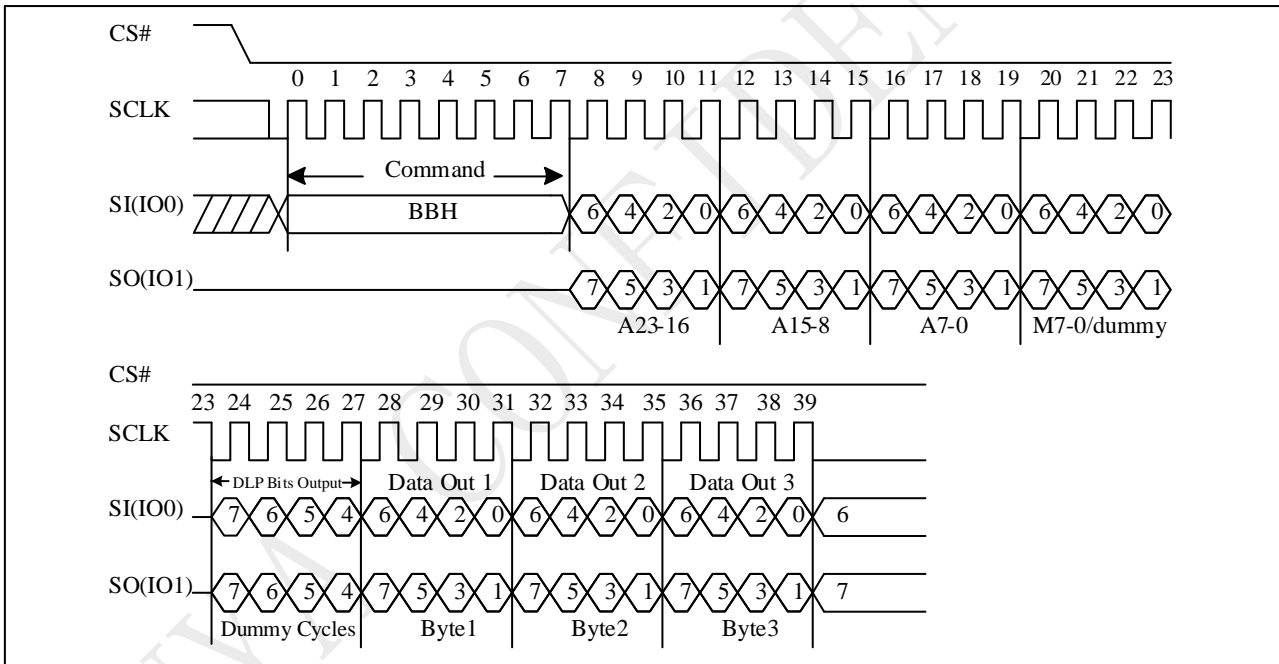 CS#
0 1 2 3 4 5 6 7 8 9 10 11 12 13 14 15 16 17 18 19 20 21 22 23
SCLK
Command
SI(IO0) BBH 6 4 2 0 6 4 2 0 6 4 2 0 6 4 2 0
SO(IO1) 7 5 3 1 7 5 3 1 7 5 3 1 7 5 3 1
A23-16 A15-8 A7-0 M7-0/dummy
CS#
23 24 25 26 27 28 29 30 31 32 33 34 35 36 37 38 39
SCLK
DLP Bits Output Data Out 1 Data Out 2 Data Out 3
SI(IO0) 7 6 5 4 6 4 2 0 6 4 2 0 6 4 2 0 6
SO(IO1) 7 6 5 4 7 5 3 1 7 5 3 1 7 5 3 1 7
Dummy Cycles Byte1 Byte2 Byte3